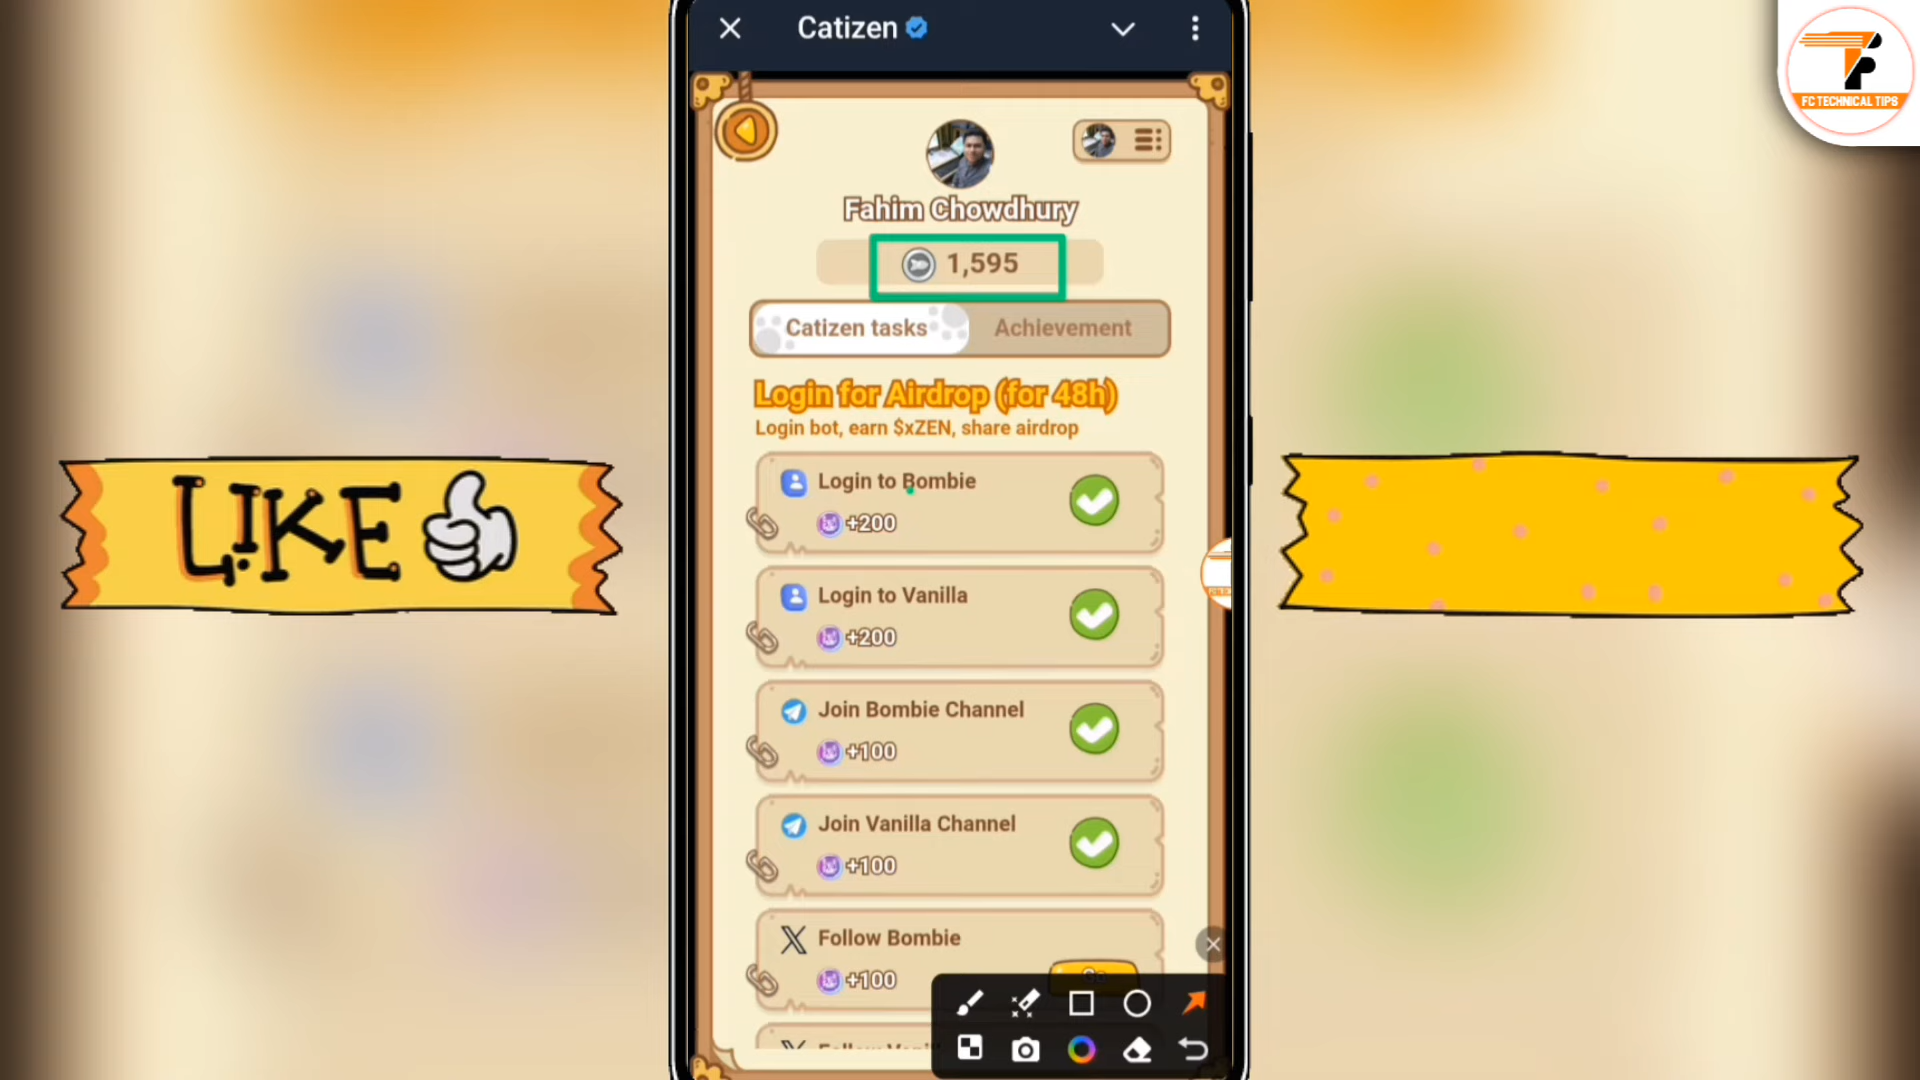 Catizen
FC TECHNICAL TIPS
Fahim Chowdhury
1,595
Catizen tasks
Achievement
Login for Airdrop (for 48h)
Login bot, earn $xZEN, share airdrop
Login to Bombie
+200
Login to Vanilla
+200
LIKE
Join Bombie Channel
+100
Join Vanilla Channel
+100
Follow Bombie
+100
Go